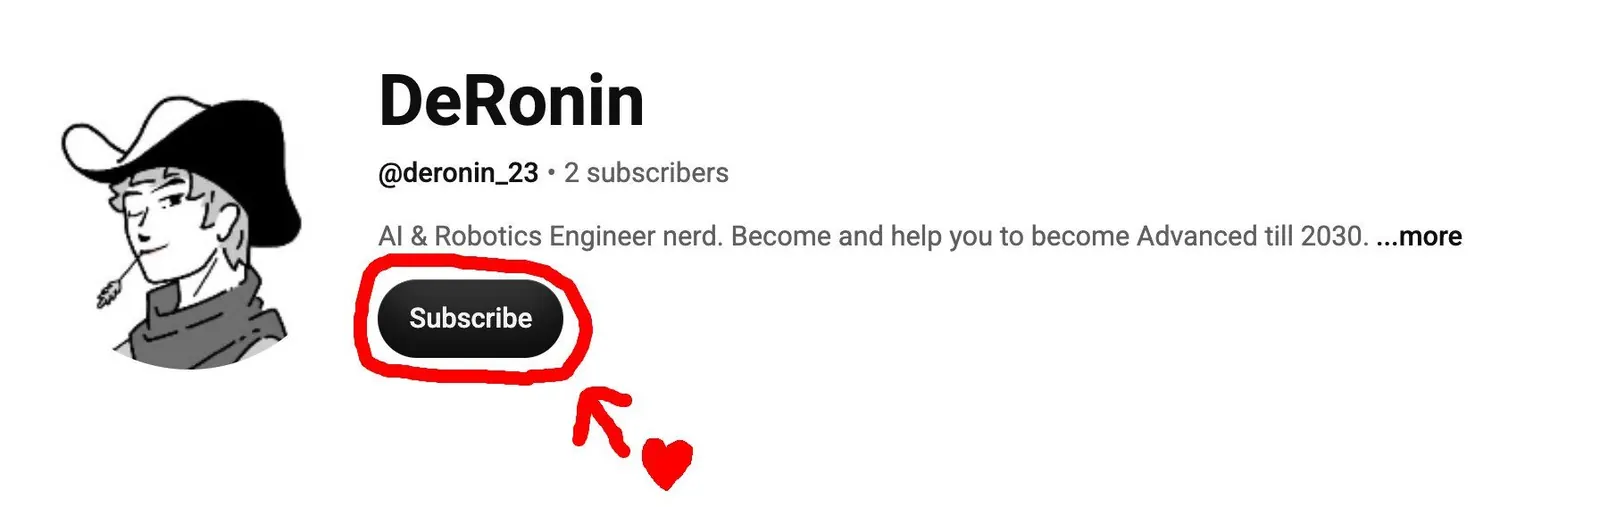 DeRonin
@deronin_23 • 2 subscribers
AI & Robotics Engineer nerd. Become and help you to become Advanced till 2030. ...more
Subscribe